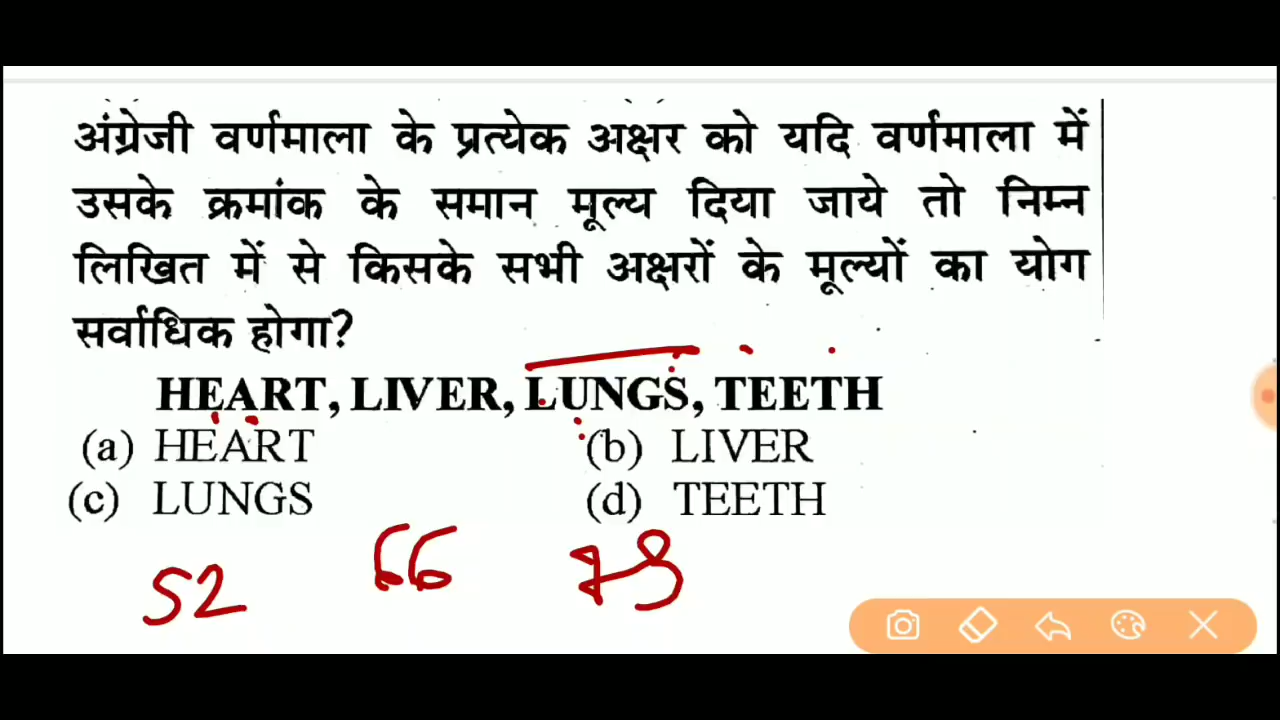 अंग्रेजी वर्णमाला के प्रत्येक अक्षर को यदि वर्णमाला में
उसके क्रमांक के समान मूल्य दिया जाये तो निम्न
लिखित में से किसके सभी अक्षरों के मूल्यों का योग
सर्वाधिक होगा?
HEART, LIVER, LUNGS, TEETH
(a) HEART (b) LIVER
(c) LUNGS (d) TEETH
52 66 79